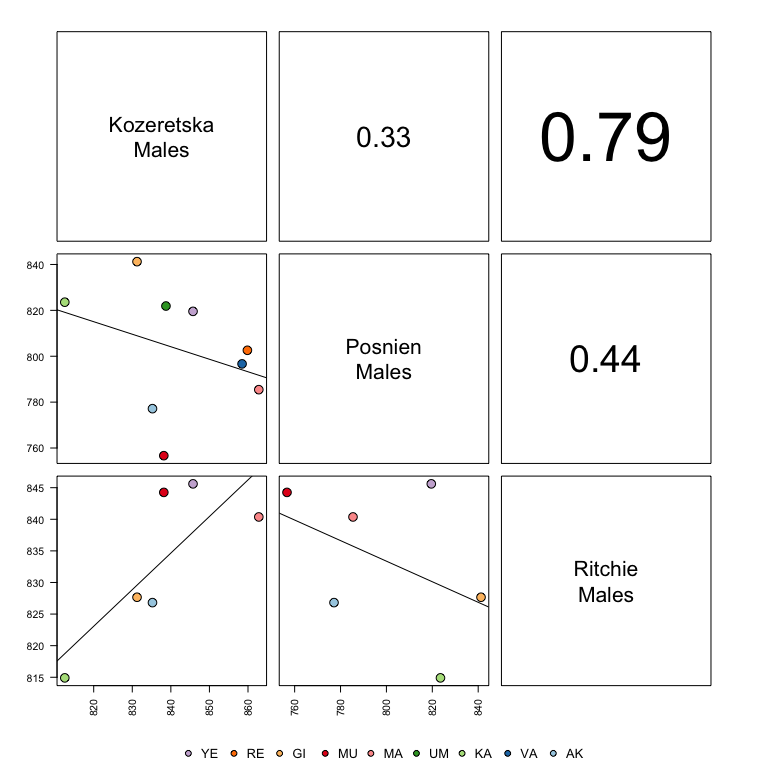 Kozeretska
Males
0.33
0.79
840
820
800
780
760
Posnien
Males
0.44
845
840
835
830
825
820
815
Ritchie
Males
820 830 840 850 860
760 780 800 820 840
YE RE GI MU MA UM KA VA AK